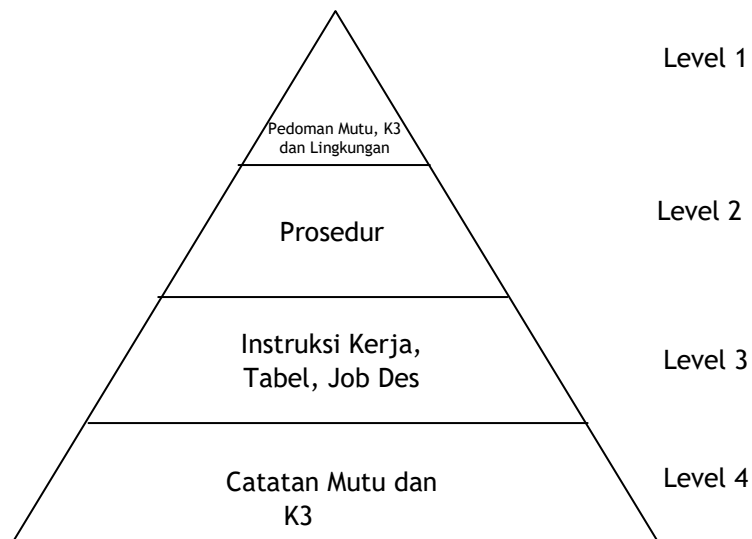 Level 1
Pedoman Mutu, K3
dan Lingkungan
Level 2
Prosedur
Instruksi Kerja,
Tabel, Job Des
Level 3
Catatan Mutu dan
K3
Level 4